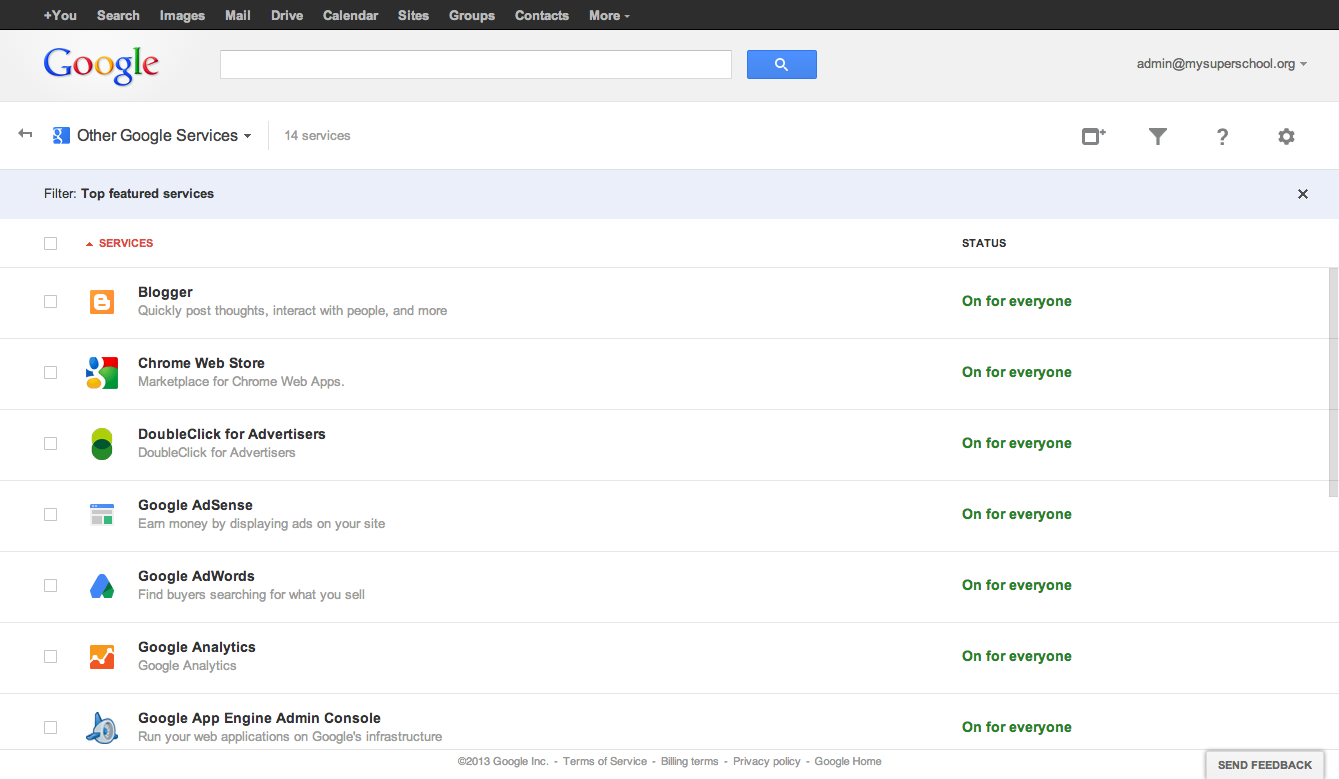 +You Search Images Mail Drive Calendar Sites Groups Contacts More
Google
admin@mysuperschool.org
Other Google Services 14 services
?
Filter: Top featured services
SERVICES STATUS
Blogger
Quickly post thoughts, interact with people, and more
On for everyone
Chrome Web Store
Marketplace for Chrome Web Apps.
On for everyone
DoubleClick for Advertisers
DoubleClick for Advertisers
On for everyone
Google AdSense
Earn money by displaying ads on your site
On for everyone
Google AdWords
Find buyers searching for what you sell
On for everyone
Google Analytics
Google Analytics
On for everyone
Google App Engine Admin Console
Run your web applications on Google's infrastructure
On for everyone
©2013 Google Inc. - Terms of Service - Billing terms - Privacy policy - Google Home
SEND FEEDBACK